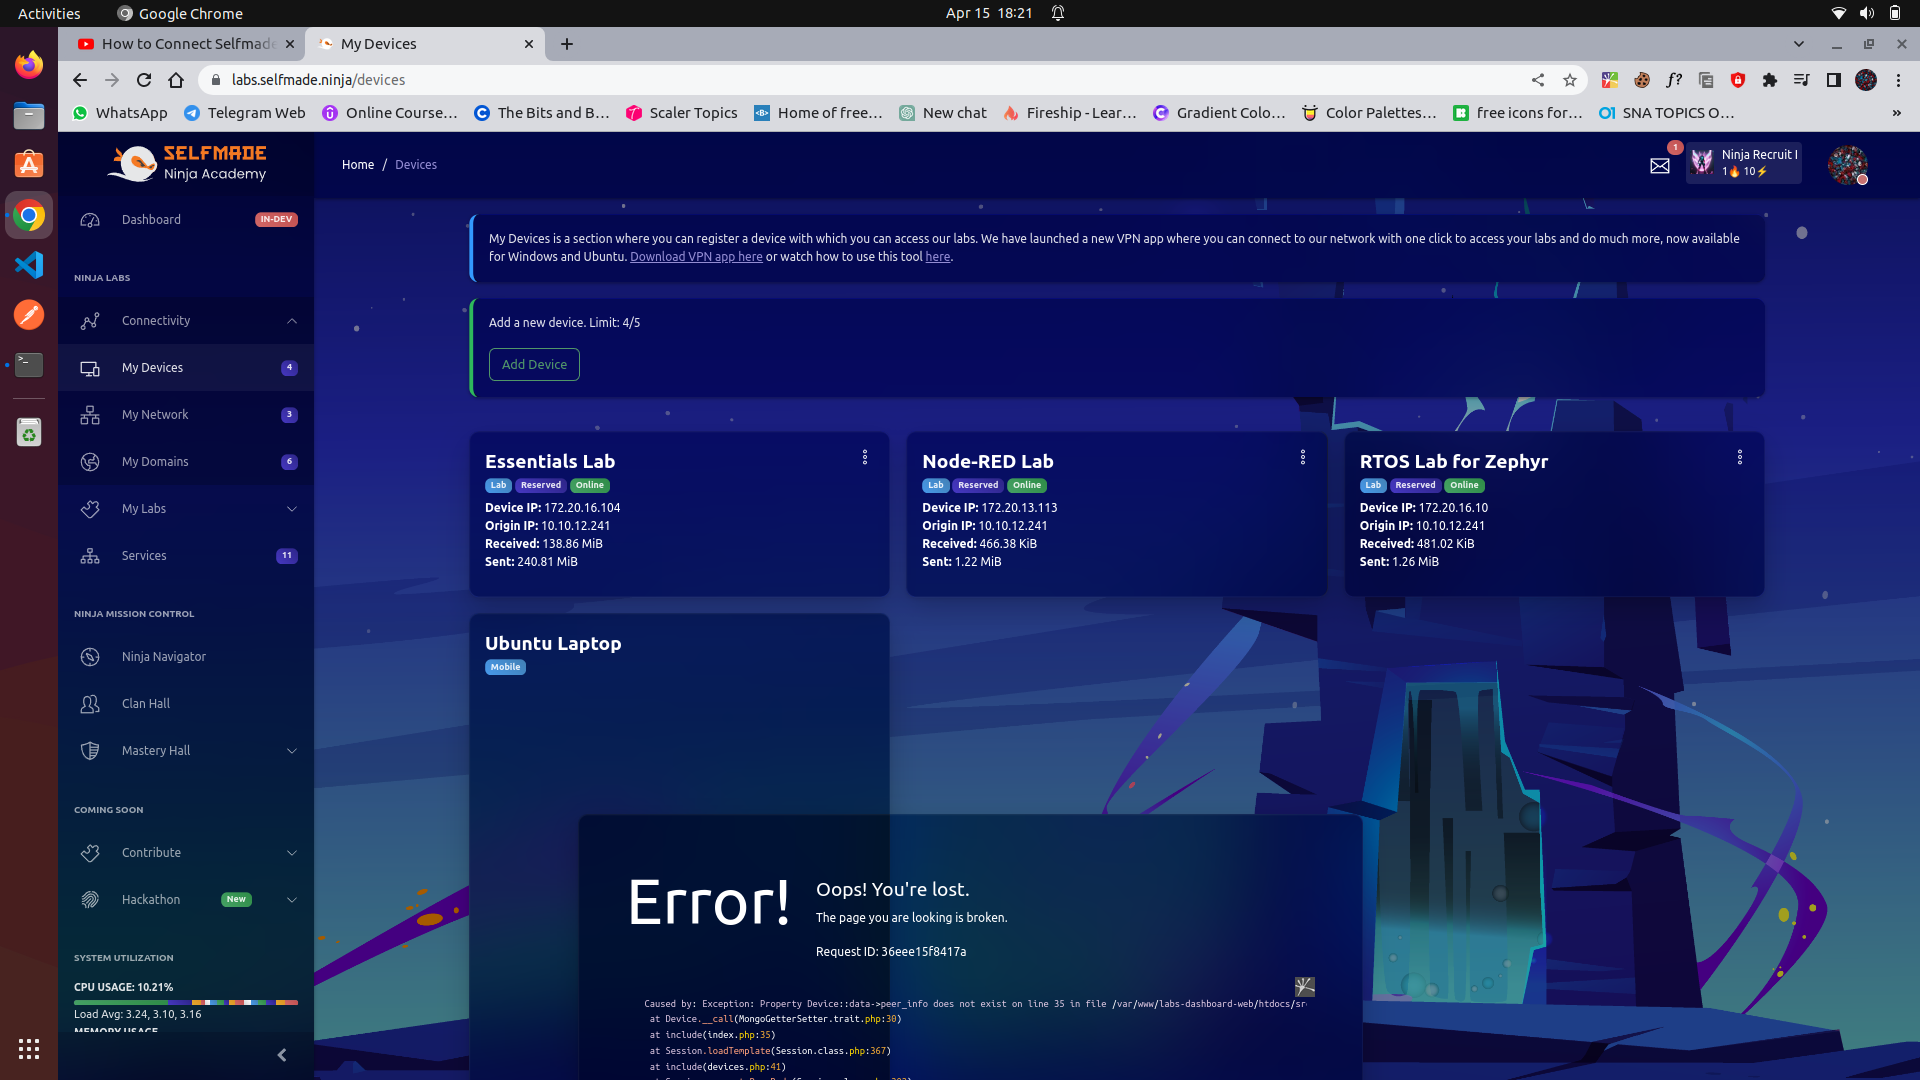 Activities
Google Chrome
Apr 15 18:21
How to Connect Selfmade
My Devices
labs.selfmade.ninja/devices
WhatsApp
Telegram Web
Online Course…
The Bits and B…
Scaler Topics
Home of free…
New chat
Fireship - Lear…
Gradient Colo…
Color Palettes…
free icons for…
SNA TOPICS O…
»
SELFMADE
Ninja Academy
Home / Devices
1
Ninja Recruit I
1🔥 10⚡
Dashboard
IN-DEV
NINJA LABS
Connectivity
My Devices
4
My Network
3
My Domains
6
My Labs
Services
11
NINJA MISSION CONTROL
Ninja Navigator
Clan Hall
Mastery Hall
COMING SOON
Contribute
Hackathon
New
SYSTEM UTILIZATION
CPU USAGE: 10.21%
Load Avg: 3.24, 3.10, 3.16
MEMORY USAGE
My Devices is a section where you can register a device with which you can access our labs. We have launched a new VPN app where you can connect to our network with one click to access your labs and do much more, now available
for Windows and Ubuntu. Download VPN app here or watch how to use this tool here.
Add a new device. Limit: 4/5
Add Device
Essentials Lab
Lab Reserved Online
Device IP: 172.20.16.104
Origin IP: 10.10.12.241
Received: 138.86 MiB
Sent: 240.81 MiB
Node-RED Lab
Lab Reserved Online
Device IP: 172.20.13.113
Origin IP: 10.10.12.241
Received: 466.38 KiB
Sent: 1.22 MiB
RTOS Lab for Zephyr
Lab Reserved Online
Device IP: 172.20.16.10
Origin IP: 10.10.12.241
Received: 481.02 KiB
Sent: 1.26 MiB
Ubuntu Laptop
Mobile
Error!
Oops! You're lost.
The page you are looking is broken.
Request ID: 36eee15f8417a
Caused by: Exception: Property Device::data->peer_info does not exist on line 35 in file /var/www/labs-dashboard-web/htdocs/sr
at Device.__call(MongoGetterSetter.trait.php:30)
at include(index.php:35)
at Session.loadTemplate(Session.class.php:367)
at include(devices.php:41)